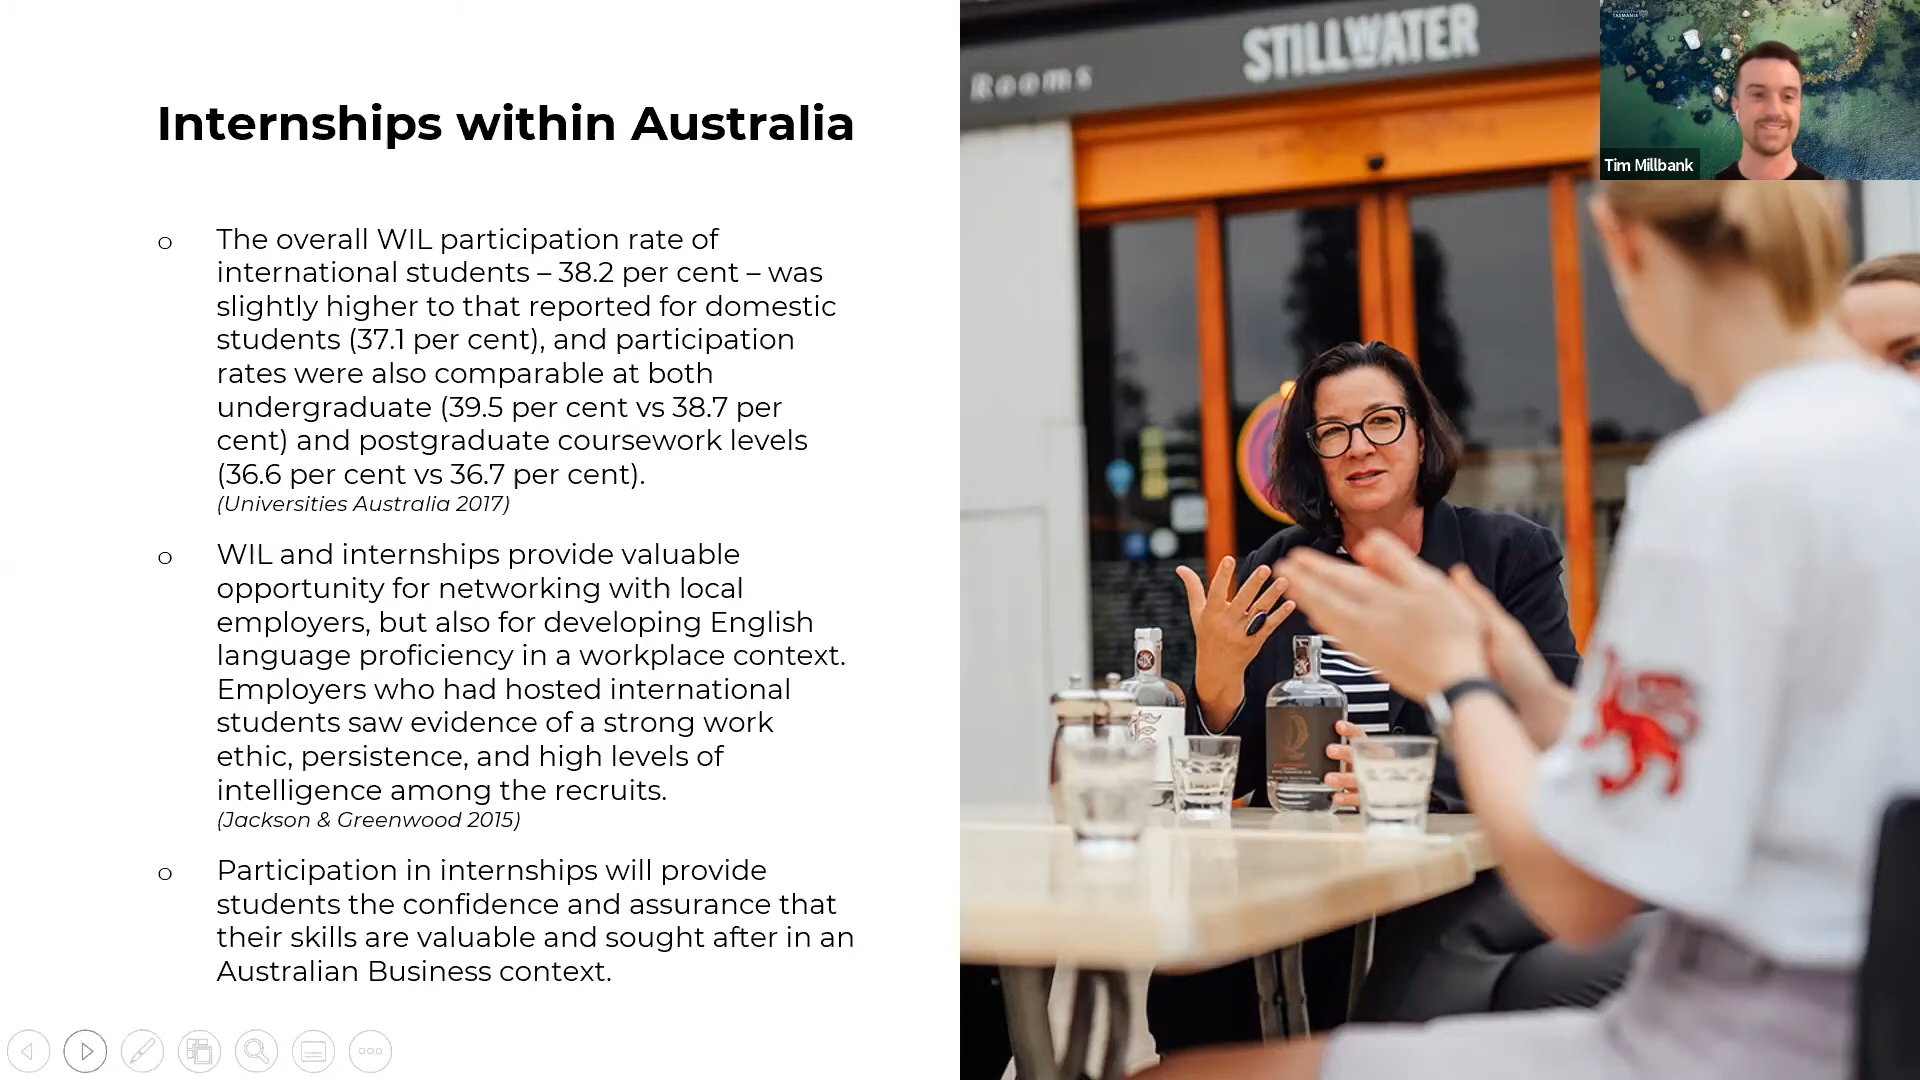 Internships within Australia
o The overall WIL participation rate of
international students – 38.2 per cent – was
slightly higher to that reported for domestic
students (37.1 per cent), and participation
rates were also comparable at both
undergraduate (39.5 per cent vs 38.7 per
cent) and postgraduate coursework levels
(36.6 per cent vs 36.7 per cent).
(Universities Australia 2017)
o WIL and internships provide valuable
opportunity for networking with local
employers, but also for developing English
language proficiency in a workplace context.
Employers who had hosted international
students saw evidence of a strong work
ethic, persistence, and high levels of
intelligence among the recruits.
(Jackson & Greenwood 2015)
o Participation in internships will provide
students the confidence and assurance that
their skills are valuable and sought after in an
Australian Business context.
STILLWATER
Rooms
TASMANIA
Tim Millbank